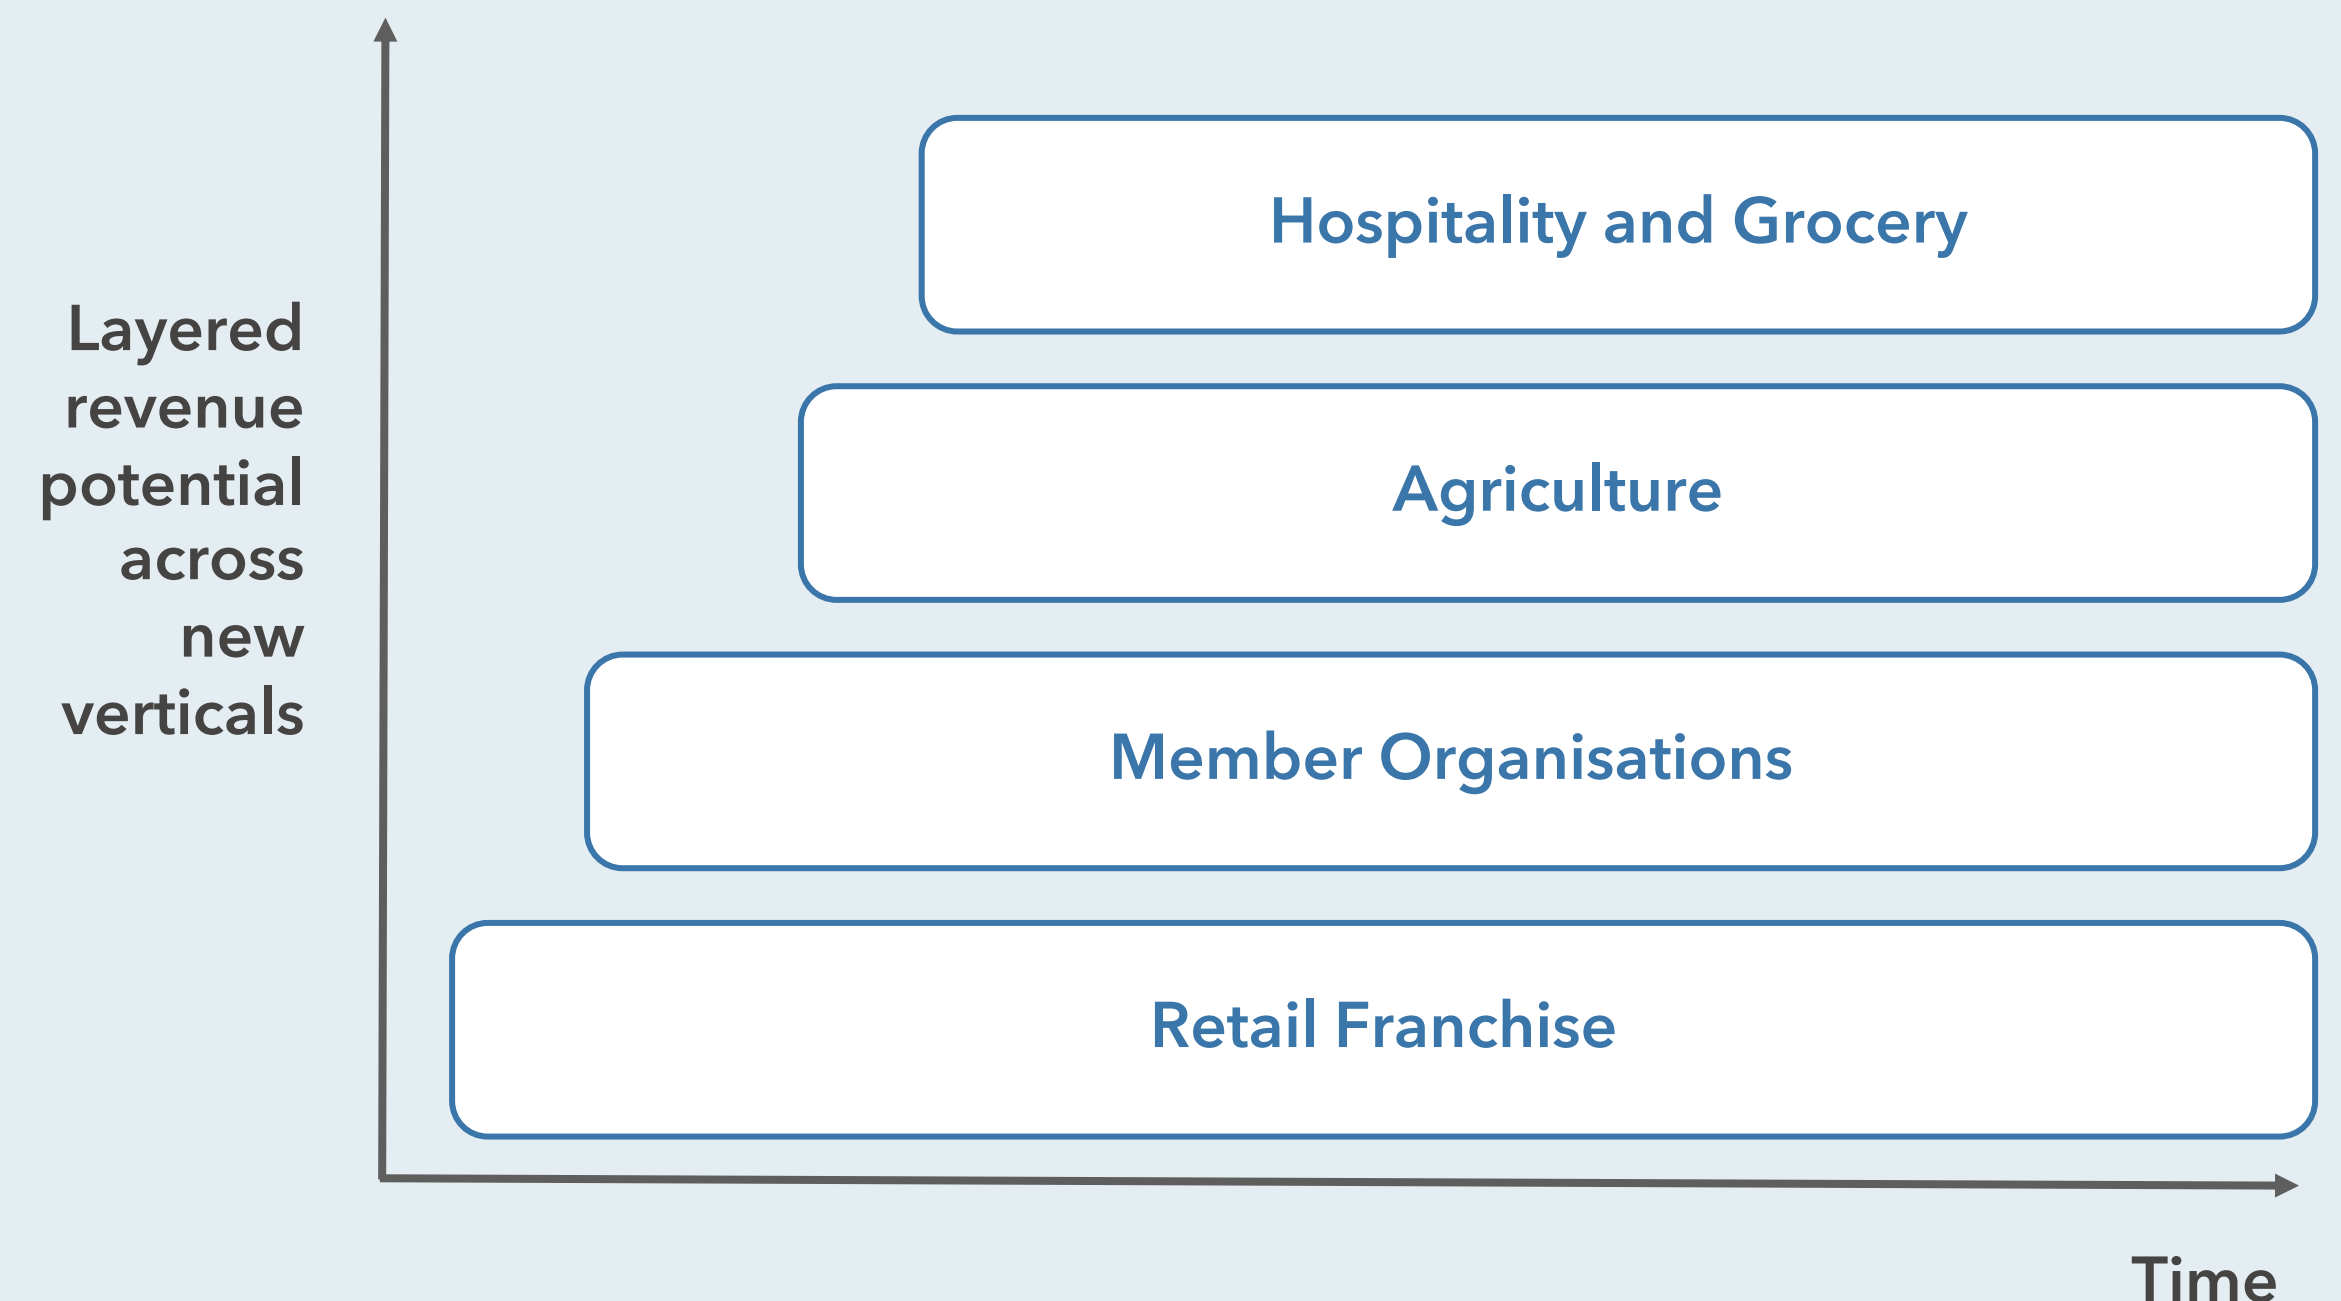 Layered
revenue
potential
across
new
verticals
Hospitality and Grocery
Agriculture
Member Organisations
Retail Franchise
Time